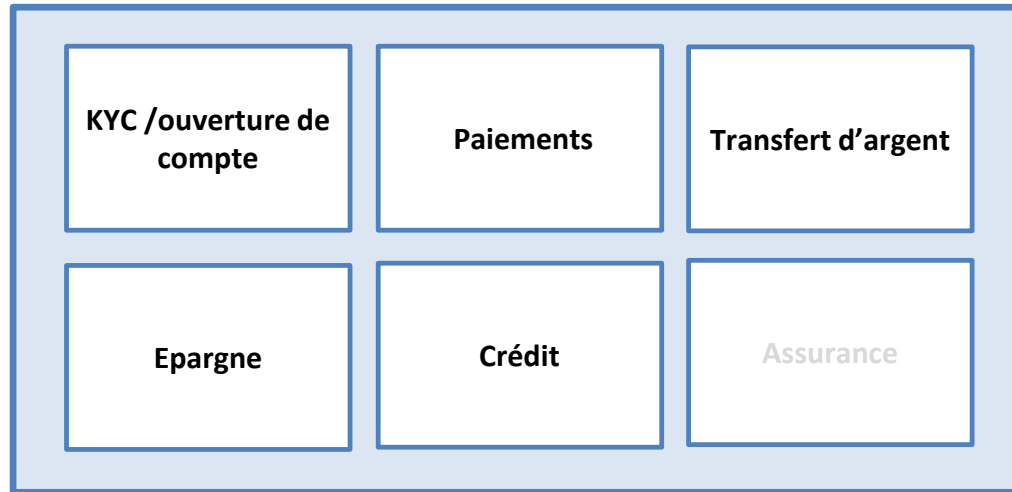 KYC /ouverture de
compte
Paiements
Transfert d’argent
Epargne
Crédit
Assurance